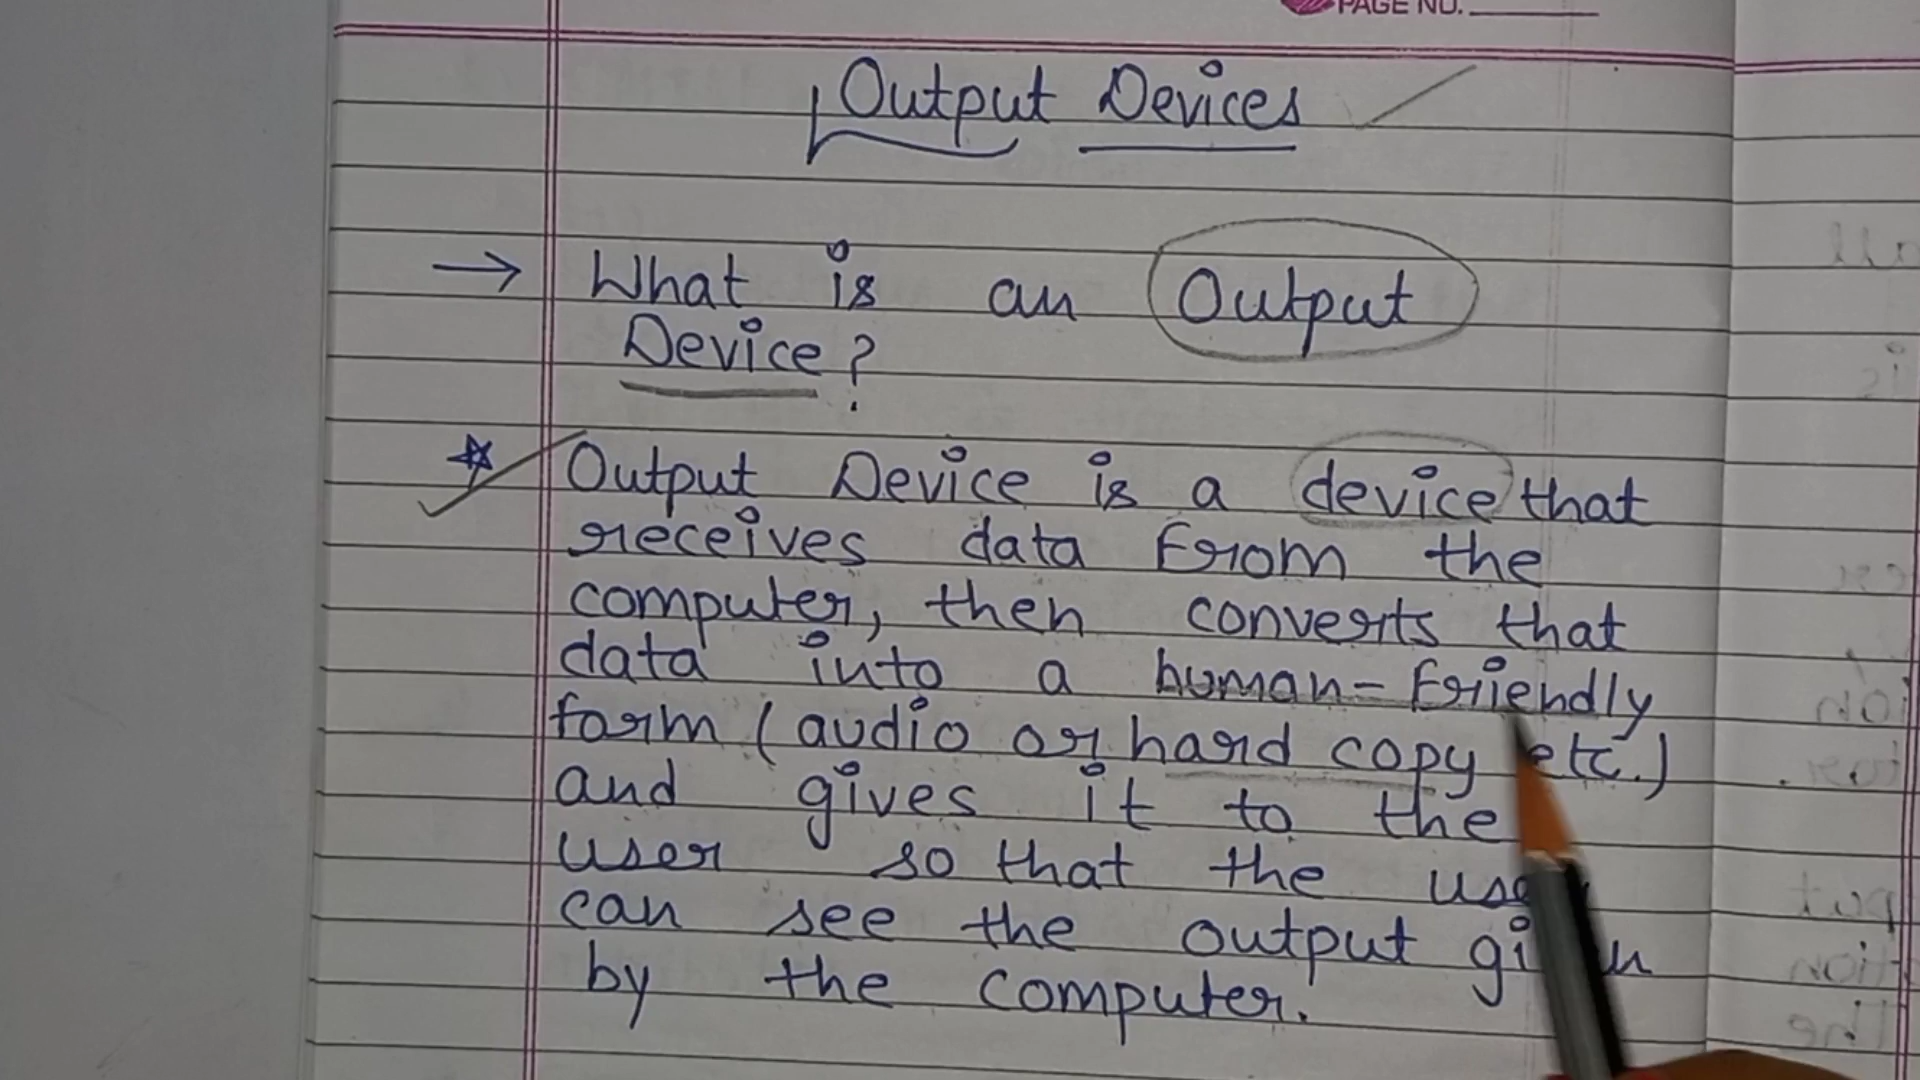 PAGE NO.
Output Devices
→ What is an Output
Device?
Output Device is a device that
receives data From the
computer, then converts that
data into a human-Friendly
form (audio or hard copy etc.)
and gives it to the
user so that the
can see the output
by the computer.